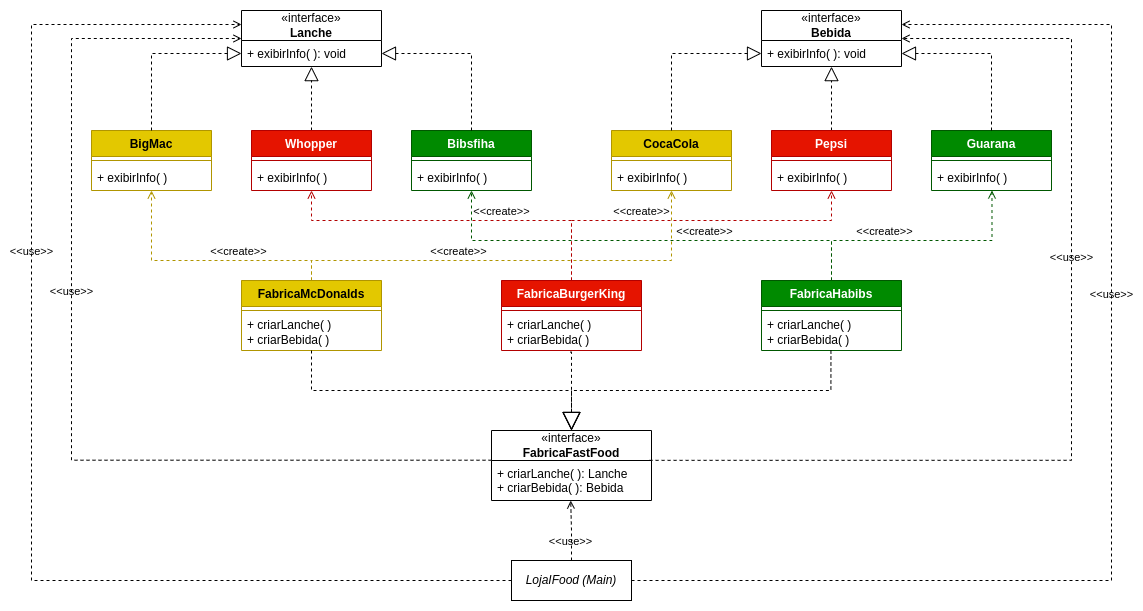 «interface»
Lanche
+ exibirInfo( ): void
«interface»
Bebida
+ exibirInfo( ): void
BigMac
+ exibirInfo( )
Whopper
+ exibirInfo( )
Bibsfiha
+ exibirInfo( )
CocaCola
+ exibirInfo( )
Pepsi
+ exibirInfo( )
Guarana
+ exibirInfo( )
<<create>>
<<create>>
<<create>>
<<create>>
<<use>>
<<create>>
<<create>>
<<use>>
<<use>>
<<use>>
FabricaMcDonalds
+ criarLanche( )
+ criarBebida( )
FabricaBurgerKing
+ criarLanche( )
+ criarBebida( )
FabricaHabibs
+ criarLanche( )
+ criarBebida( )
«interface»
FabricaFastFood
+ criarLanche( ): Lanche
+ criarBebida( ): Bebida
<<use>>
LojaIFood (Main)